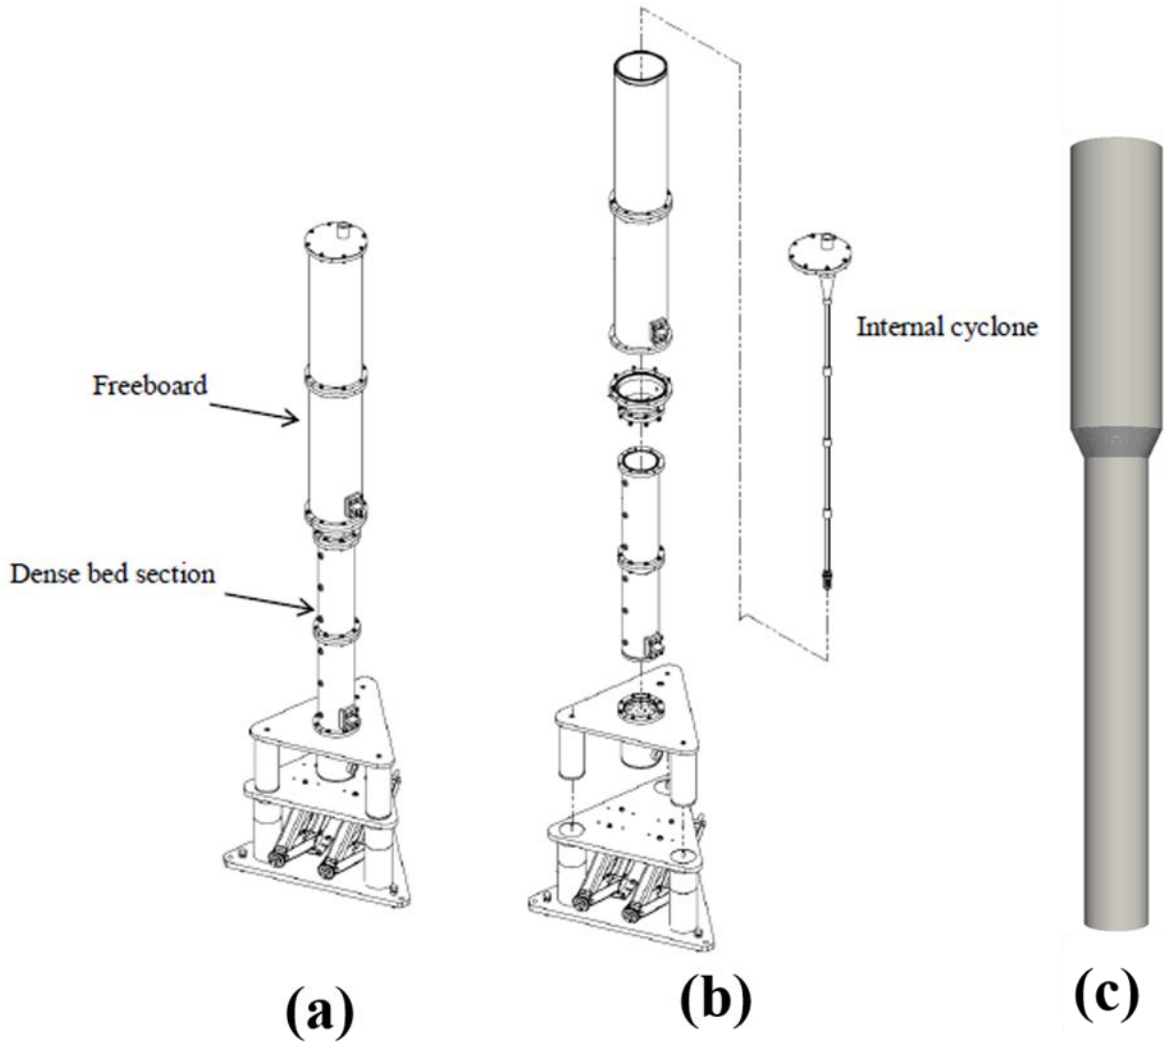 Internal cyclone
Freeboard
Dense bed section
(a)
(b)
(c)